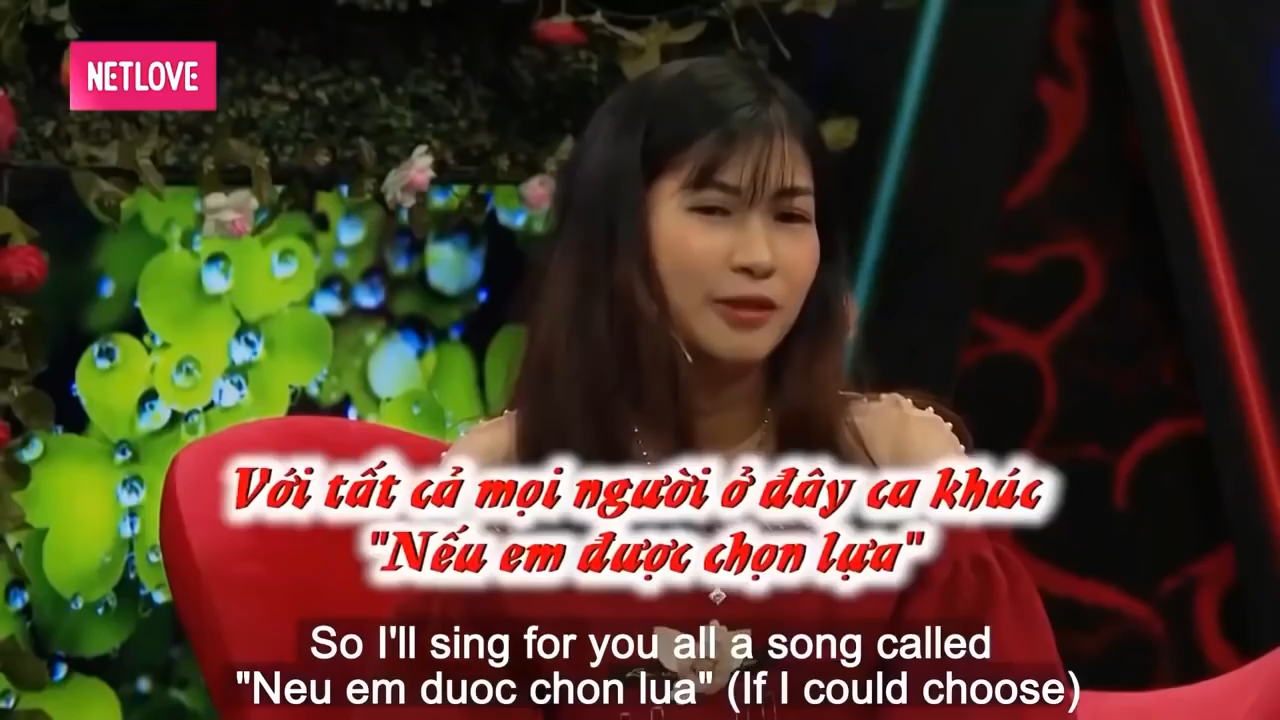 NETLOVE
Với tất cả mọi người ở đây ca khúc
"Nếu em được chọn lựa"
So I'll sing for you all a song called
"Neu em duoc chon lua" (If I could choose)